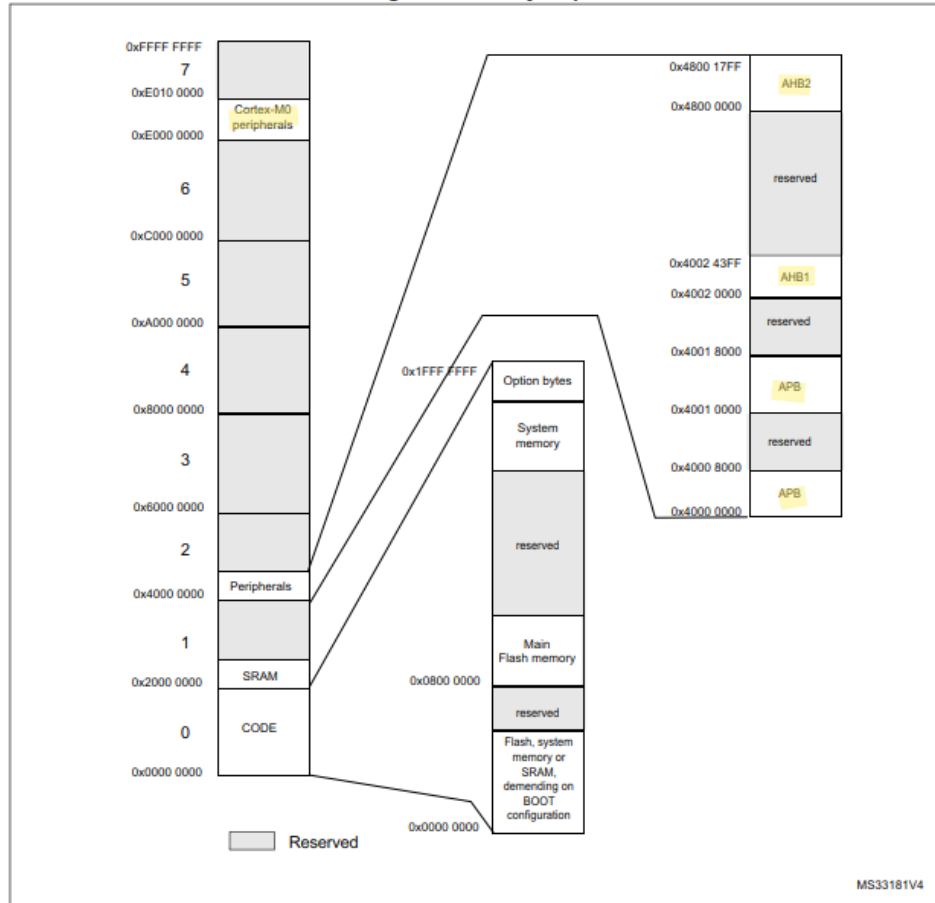 0xFFFF FFFF
7
0xE010 0000
Cortex-M0
peripherals
0xE000 0000
6
0xC000 0000
5
0xA000 0000
4
0x8000 0000
3
0x6000 0000
2
Peripherals
0x4000 0000
1
SRAM
0x2000 0000
0
CODE
0x0000 0000
Reserved
0x1FFF FFFF
Option bytes
System
memory
reserved
Main
Flash memory
0x0800 0000
reserved
Flash, system
memory or
SRAM,
demending on
BOOT
configuration
0x0000 0000
0x4800 17FF
AHB2
0x4800 0000
reserved
0x4002 43FF
AHB1
0x4002 0000
reserved
0x4001 8000
APB
0x4001 0000
reserved
0x4000 8000
APB
0x4000 0000
MS33181V4